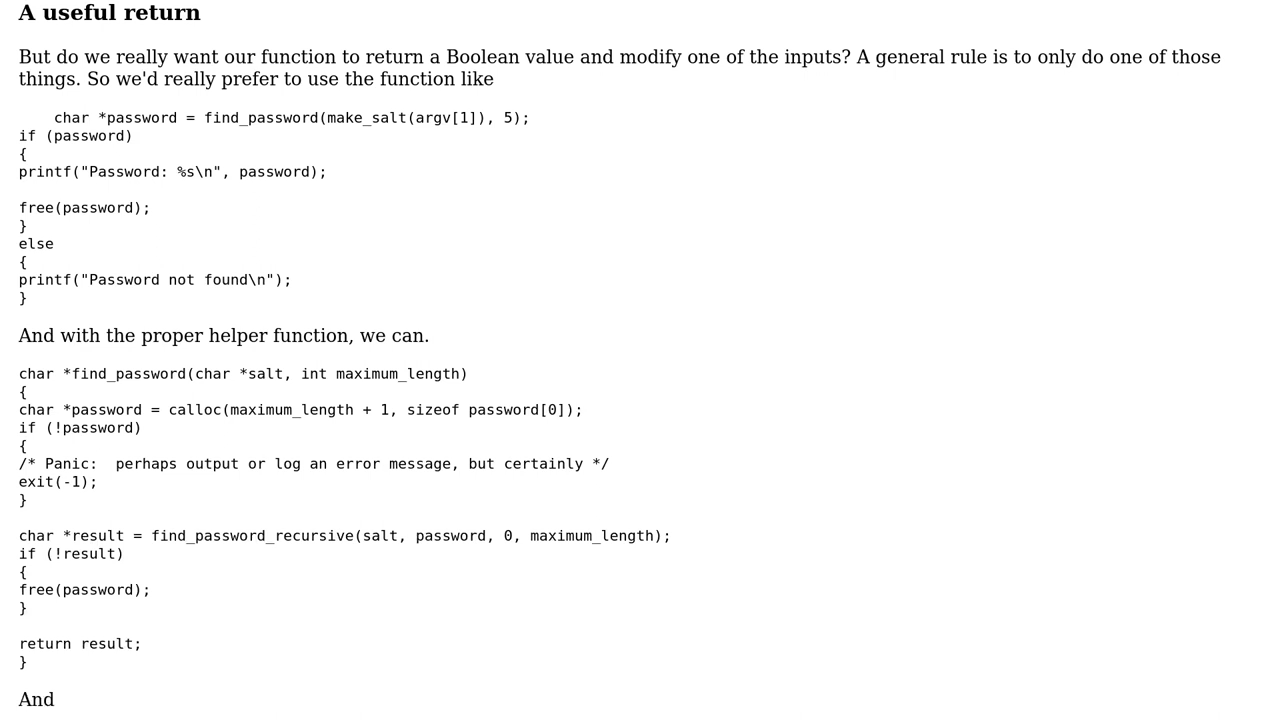 A useful return
But do we really want our function to return a Boolean value and modify one of the inputs? A general rule is to only do one of those
things. So we'd really prefer to use the function like
    char *password = find_password(make_salt(argv[1]), 5);
if (password)
{
printf("Password: %s\n", password);
free(password);
}
else
{
printf("Password not found\n");
}
And with the proper helper function, we can.
char *find_password(char *salt, int maximum_length)
{
char *password = calloc(maximum_length + 1, sizeof password[0]);
if (!password)
{
/* Panic:  perhaps output or log an error message, but certainly */
exit(-1);
}
char *result = find_password_recursive(salt, password, 0, maximum_length);
if (!result)
{
free(password);
}
return result;
}
And